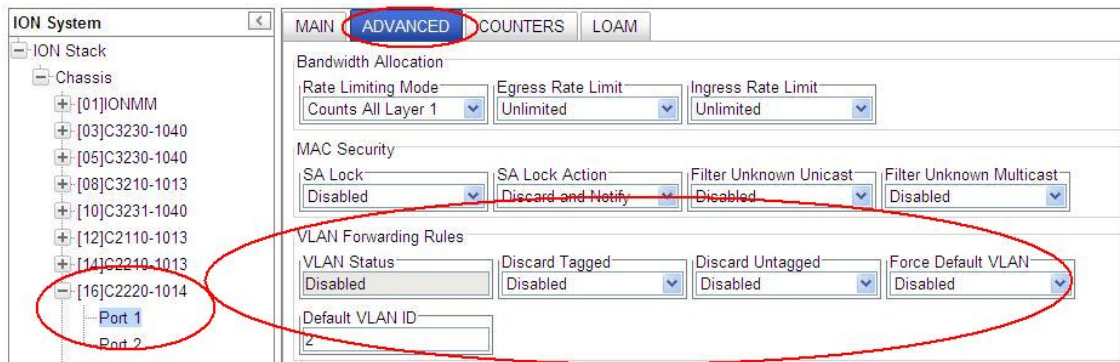 ION System
ION Stack
Chassis
[01]IONMM
[03]C3230-1040
[05]C3230-1040
[08]C3210-1013
[10]C3231-1040
[12]C2110-1013
[14]C2210-1013
[16]C2220-1014
Port 1
Port 2
MAIN ADVANCED COUNTERS LOAM
Bandwidth Allocation
Rate Limiting Mode Egress Rate Limit Ingress Rate Limit
Counts All Layer 1 Unlimited Unlimited
MAC Security
SA Lock SA Lock Action Filter Unknown Unicast Filter Unknown Multicast
Disabled Discard and Notify Disabled Disabled
VLAN Forwarding Rules
VLAN Status Discard Tagged Discard Untagged Force Default VLAN
Disabled Disabled Disabled Disabled
Default VLAN ID
2